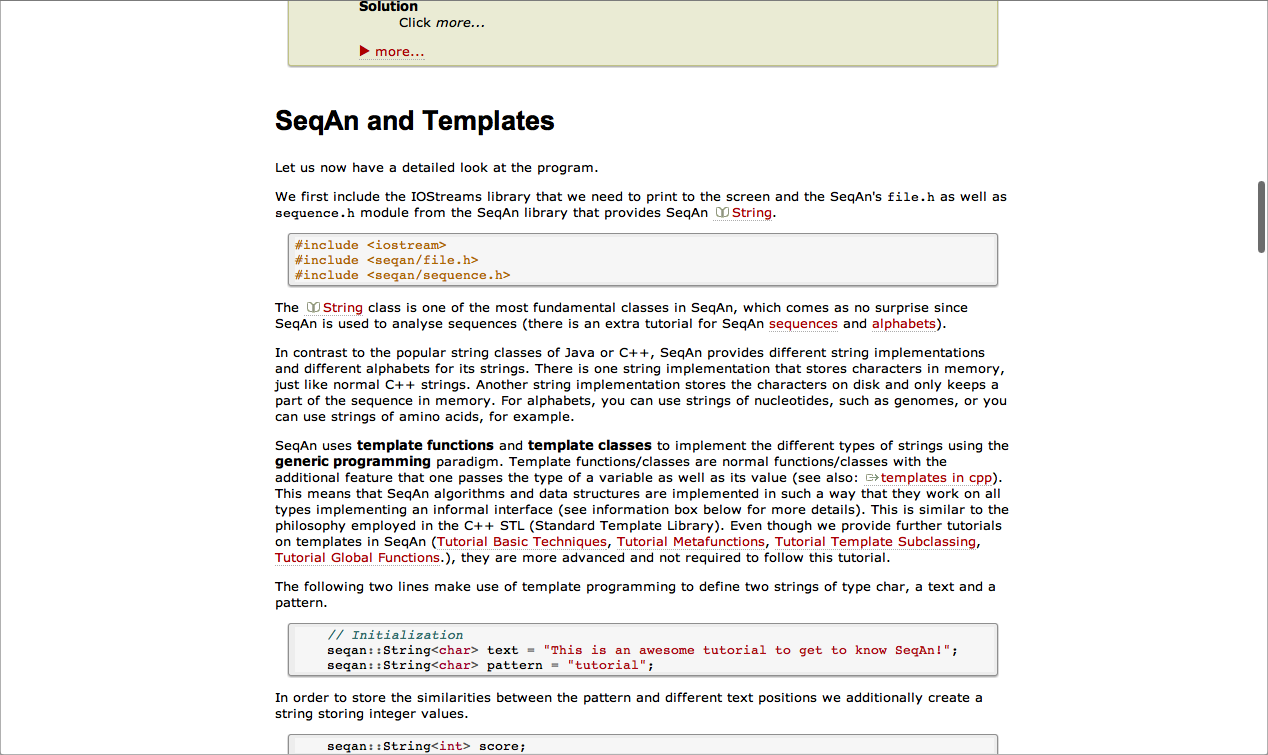 Solution
Click more...
more...
SeqAn and Templates
Let us now have a detailed look at the program.
We first include the IOStreams library that we need to print to the screen and the SeqAn's file.h as well as
sequence.h module from the SeqAn library that provides SeqAn String.
#include <iostream>
#include <seqan/file.h>
#include <seqan/sequence.h>
The String class is one of the most fundamental classes in SeqAn, which comes as no surprise since
SeqAn is used to analyse sequences (there is an extra tutorial for SeqAn sequences and alphabets).
In contrast to the popular string classes of Java or C++, SeqAn provides different string implementations
and different alphabets for its strings. There is one string implementation that stores characters in memory,
just like normal C++ strings. Another string implementation stores the characters on disk and only keeps a
part of the sequence in memory. For alphabets, you can use strings of nucleotides, such as genomes, or you
can use strings of amino acids, for example.
SeqAn uses template functions and template classes to implement the different types of strings using the
generic programming paradigm. Template functions/classes are normal functions/classes with the
additional feature that one passes the type of a variable as well as its value (see also: templates in cpp).
This means that SeqAn algorithms and data structures are implemented in such a way that they work on all
types implementing an informal interface (see information box below for more details). This is similar to the
philosophy employed in the C++ STL (Standard Template Library). Even though we provide further tutorials
on templates in SeqAn (Tutorial Basic Techniques, Tutorial Metafunctions, Tutorial Template Subclassing,
Tutorial Global Functions.), they are more advanced and not required to follow this tutorial.
The following two lines make use of template programming to define two strings of type char, a text and a
pattern.
// Initialization
seqan::String<char> text = "This is an awesome tutorial to get to know SeqAn!";
seqan::String<char> pattern = "tutorial";
In order to store the similarities between the pattern and different text positions we additionally create a
string storing integer values.
seqan::String<int> score;